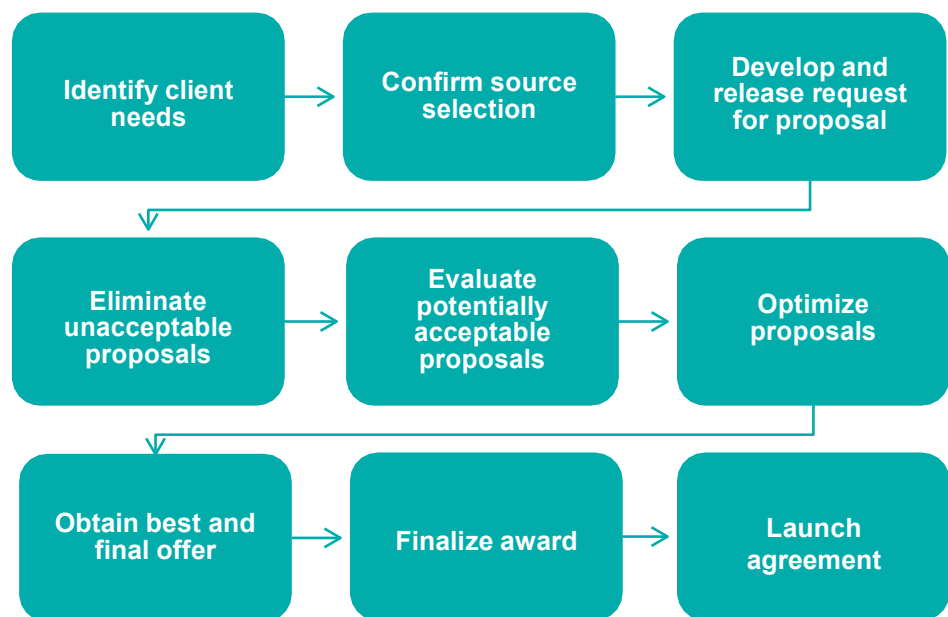 Identify client
needs
Confirm source
selection
Develop and
release request
for proposal
Eliminate
unacceptable
proposals
Evaluate
potentially
acceptable
proposals
Optimize
proposals
Obtain best and
final offer
Finalize award
Launch
agreement